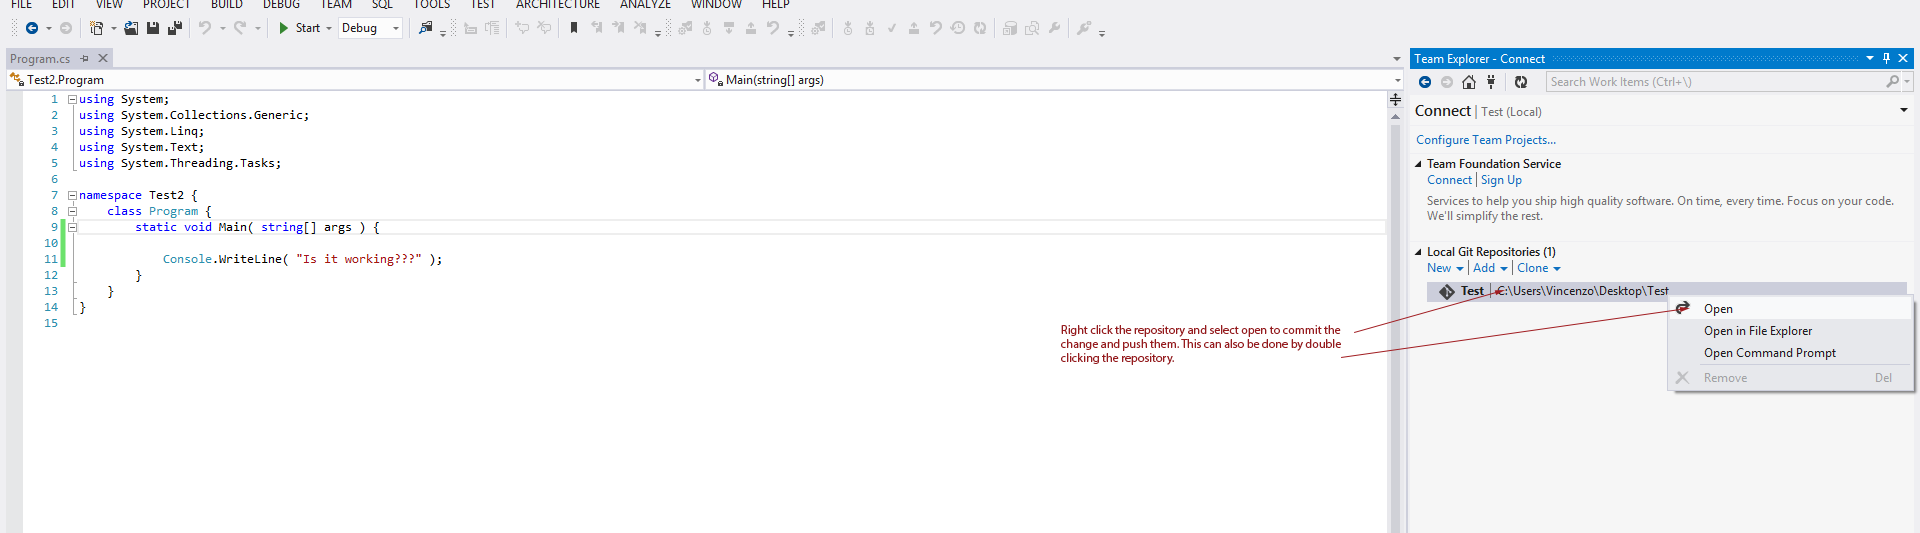 FILE EDIT VIEW PROJECT BUILD DEBUG TEAM SQL TOOLS TEST ARCHITECTURE ANALYZE WINDOW HELP
Start Debug
Program.cs
Test2.Program
Main(string[] args)
1 using System;
2 using System.Collections.Generic;
3 using System.Linq;
4 using System.Text;
5 using System.Threading.Tasks;
6
7 namespace Test2 {
8 class Program {
9 static void Main( string[] args ) {
10
11 Console.WriteLine( "Is it working???" );
12 }
13 }
14 }
15
Right click the repository and select open to commit the
change and push them. This can also be done by double
clicking the repository.
Team Explorer - Connect
Search Work Items (Ctrl+\)
Connect | Test (Local)
Configure Team Projects...
Team Foundation Service
Connect | Sign Up
Services to help you ship high quality software. On time, every time. Focus on your code.
We'll simplify the rest.
Local Git Repositories (1)
New | Add | Clone
Test | C:\Users\Vincenzo\Desktop\Test
Open
Open in File Explorer
Open Command Prompt
Remove Del